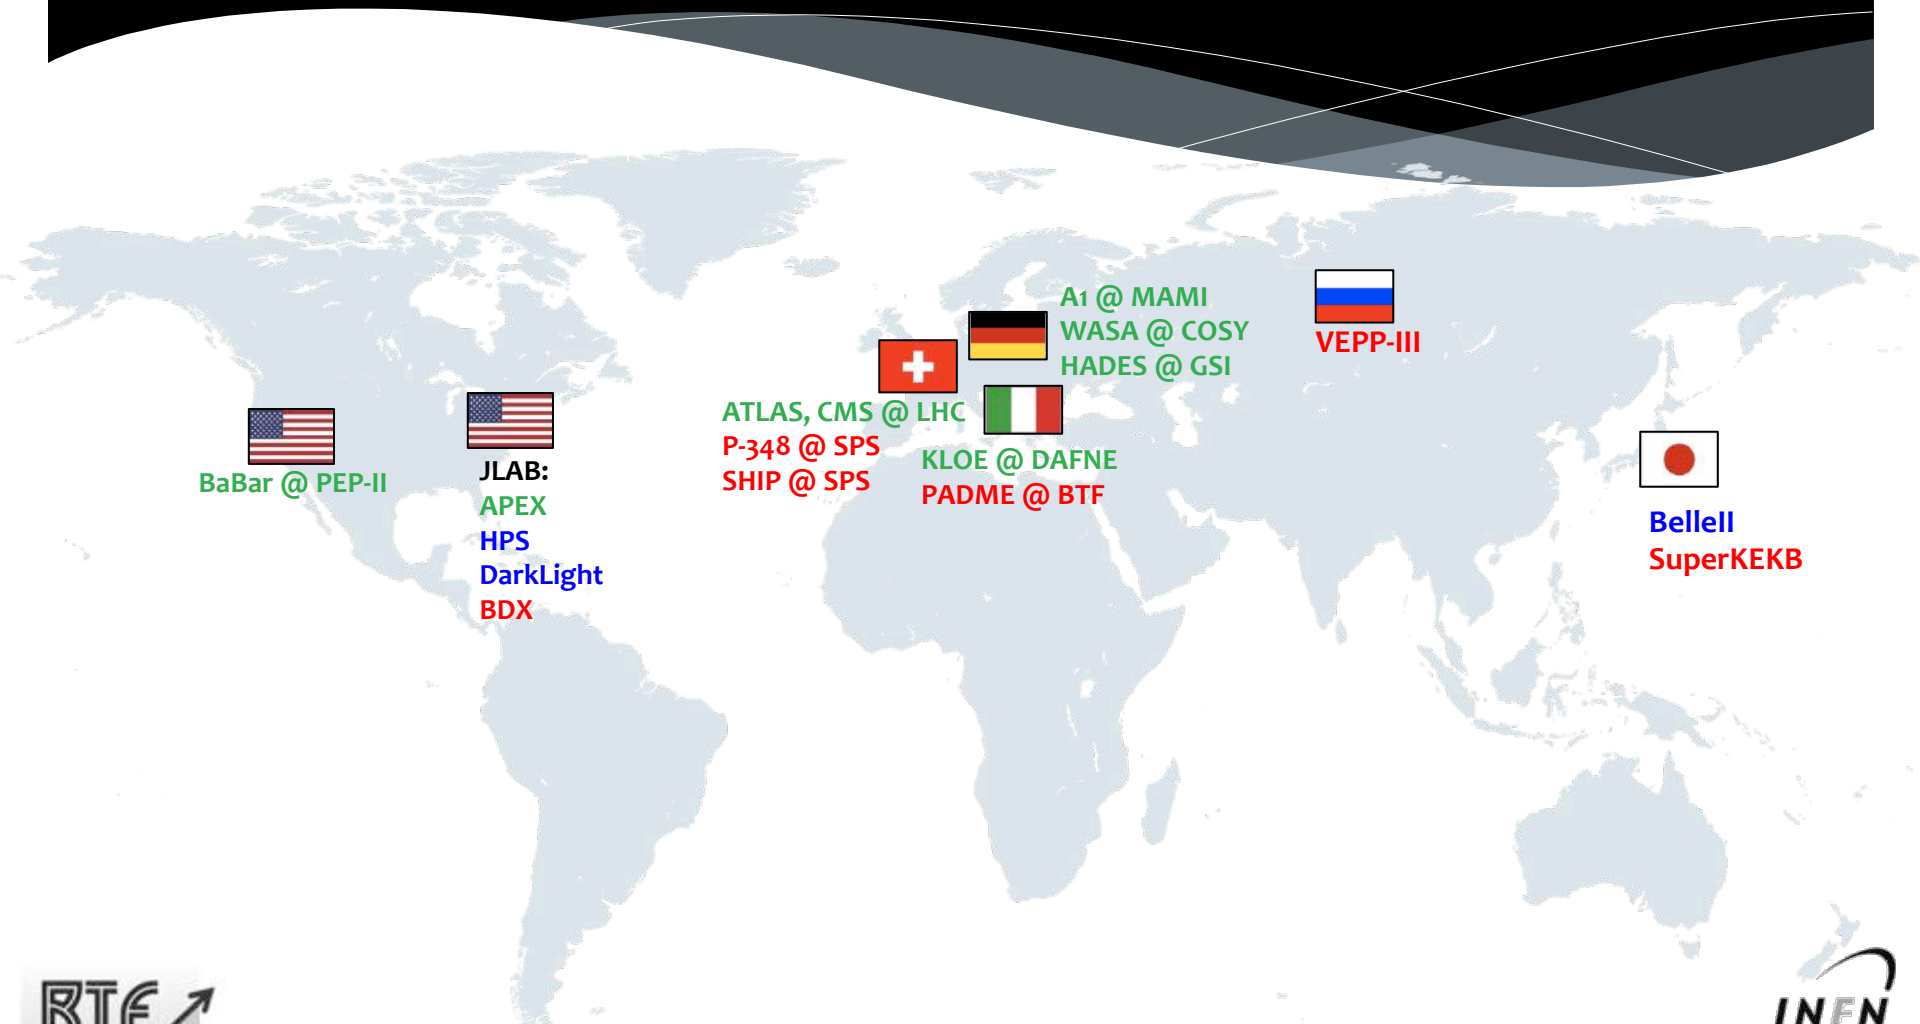 A1 @ MAMI
WASA @ COSY
HADES @ GSI
VEPP-III
BaBar @ PEP-II
JLAB:
APEX
HPS
DarkLight
BDX
ATLAS, CMS @ LHC
P-348 @ SPS
SHIP @ SPS
KLOE @ DAFNE
PADME @ BTF
BelleII
SuperKEKB
BTF
INFN